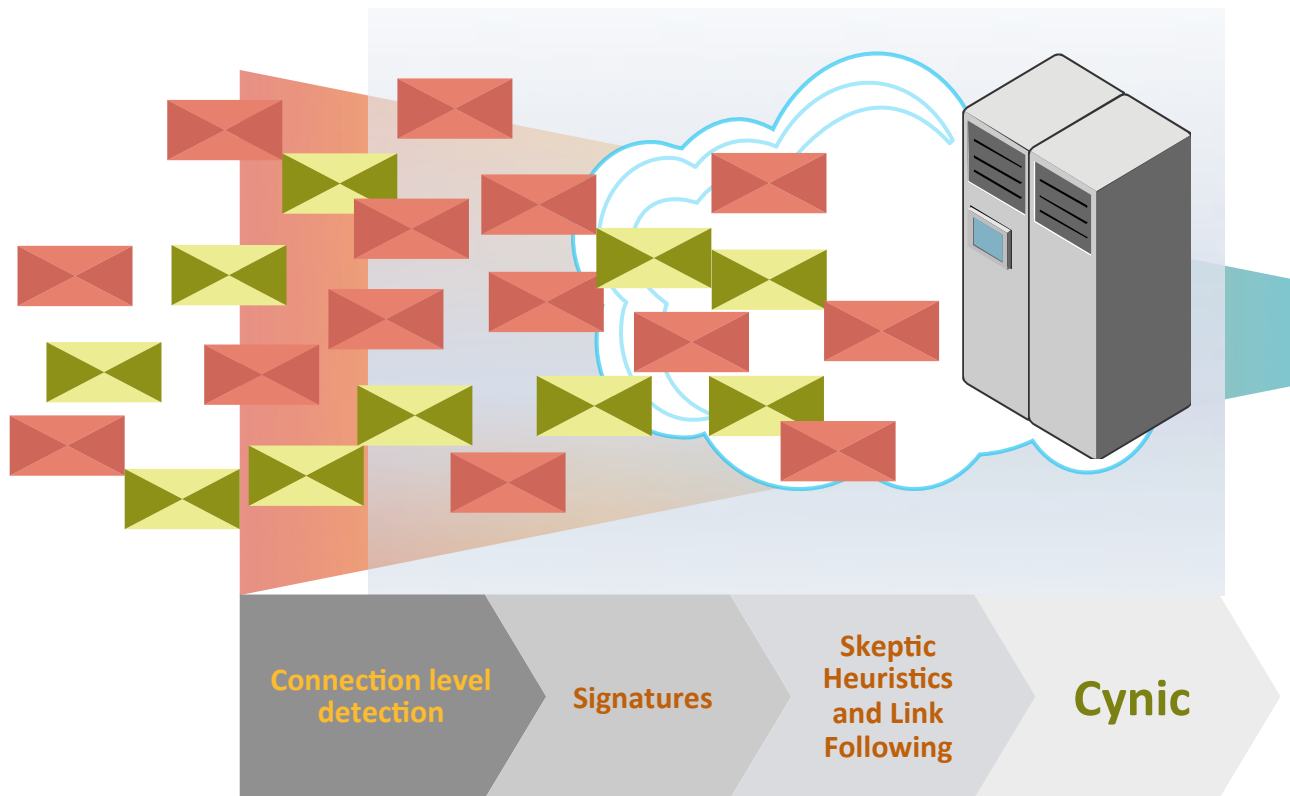 Connection level
detection
Signatures
Skeptic
Heuristics
and Link
Following
Cynic